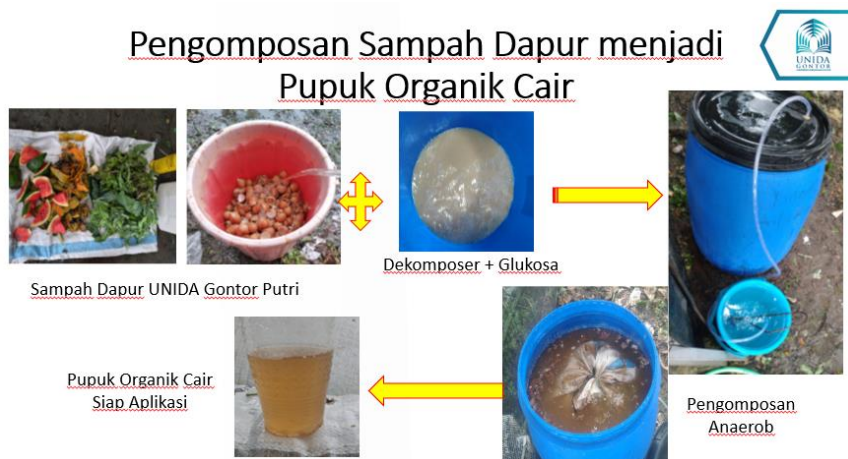 Pengomposan Sampah Dapur menjadi
Pupuk Organik Cair
UNIDA
GONTOR
Dekomposer + Glukosa
Sampah Dapur UNIDA Gontor Putri
Pupuk Organik Cair
Siap Aplikasi
Pengomposan
Anaerob